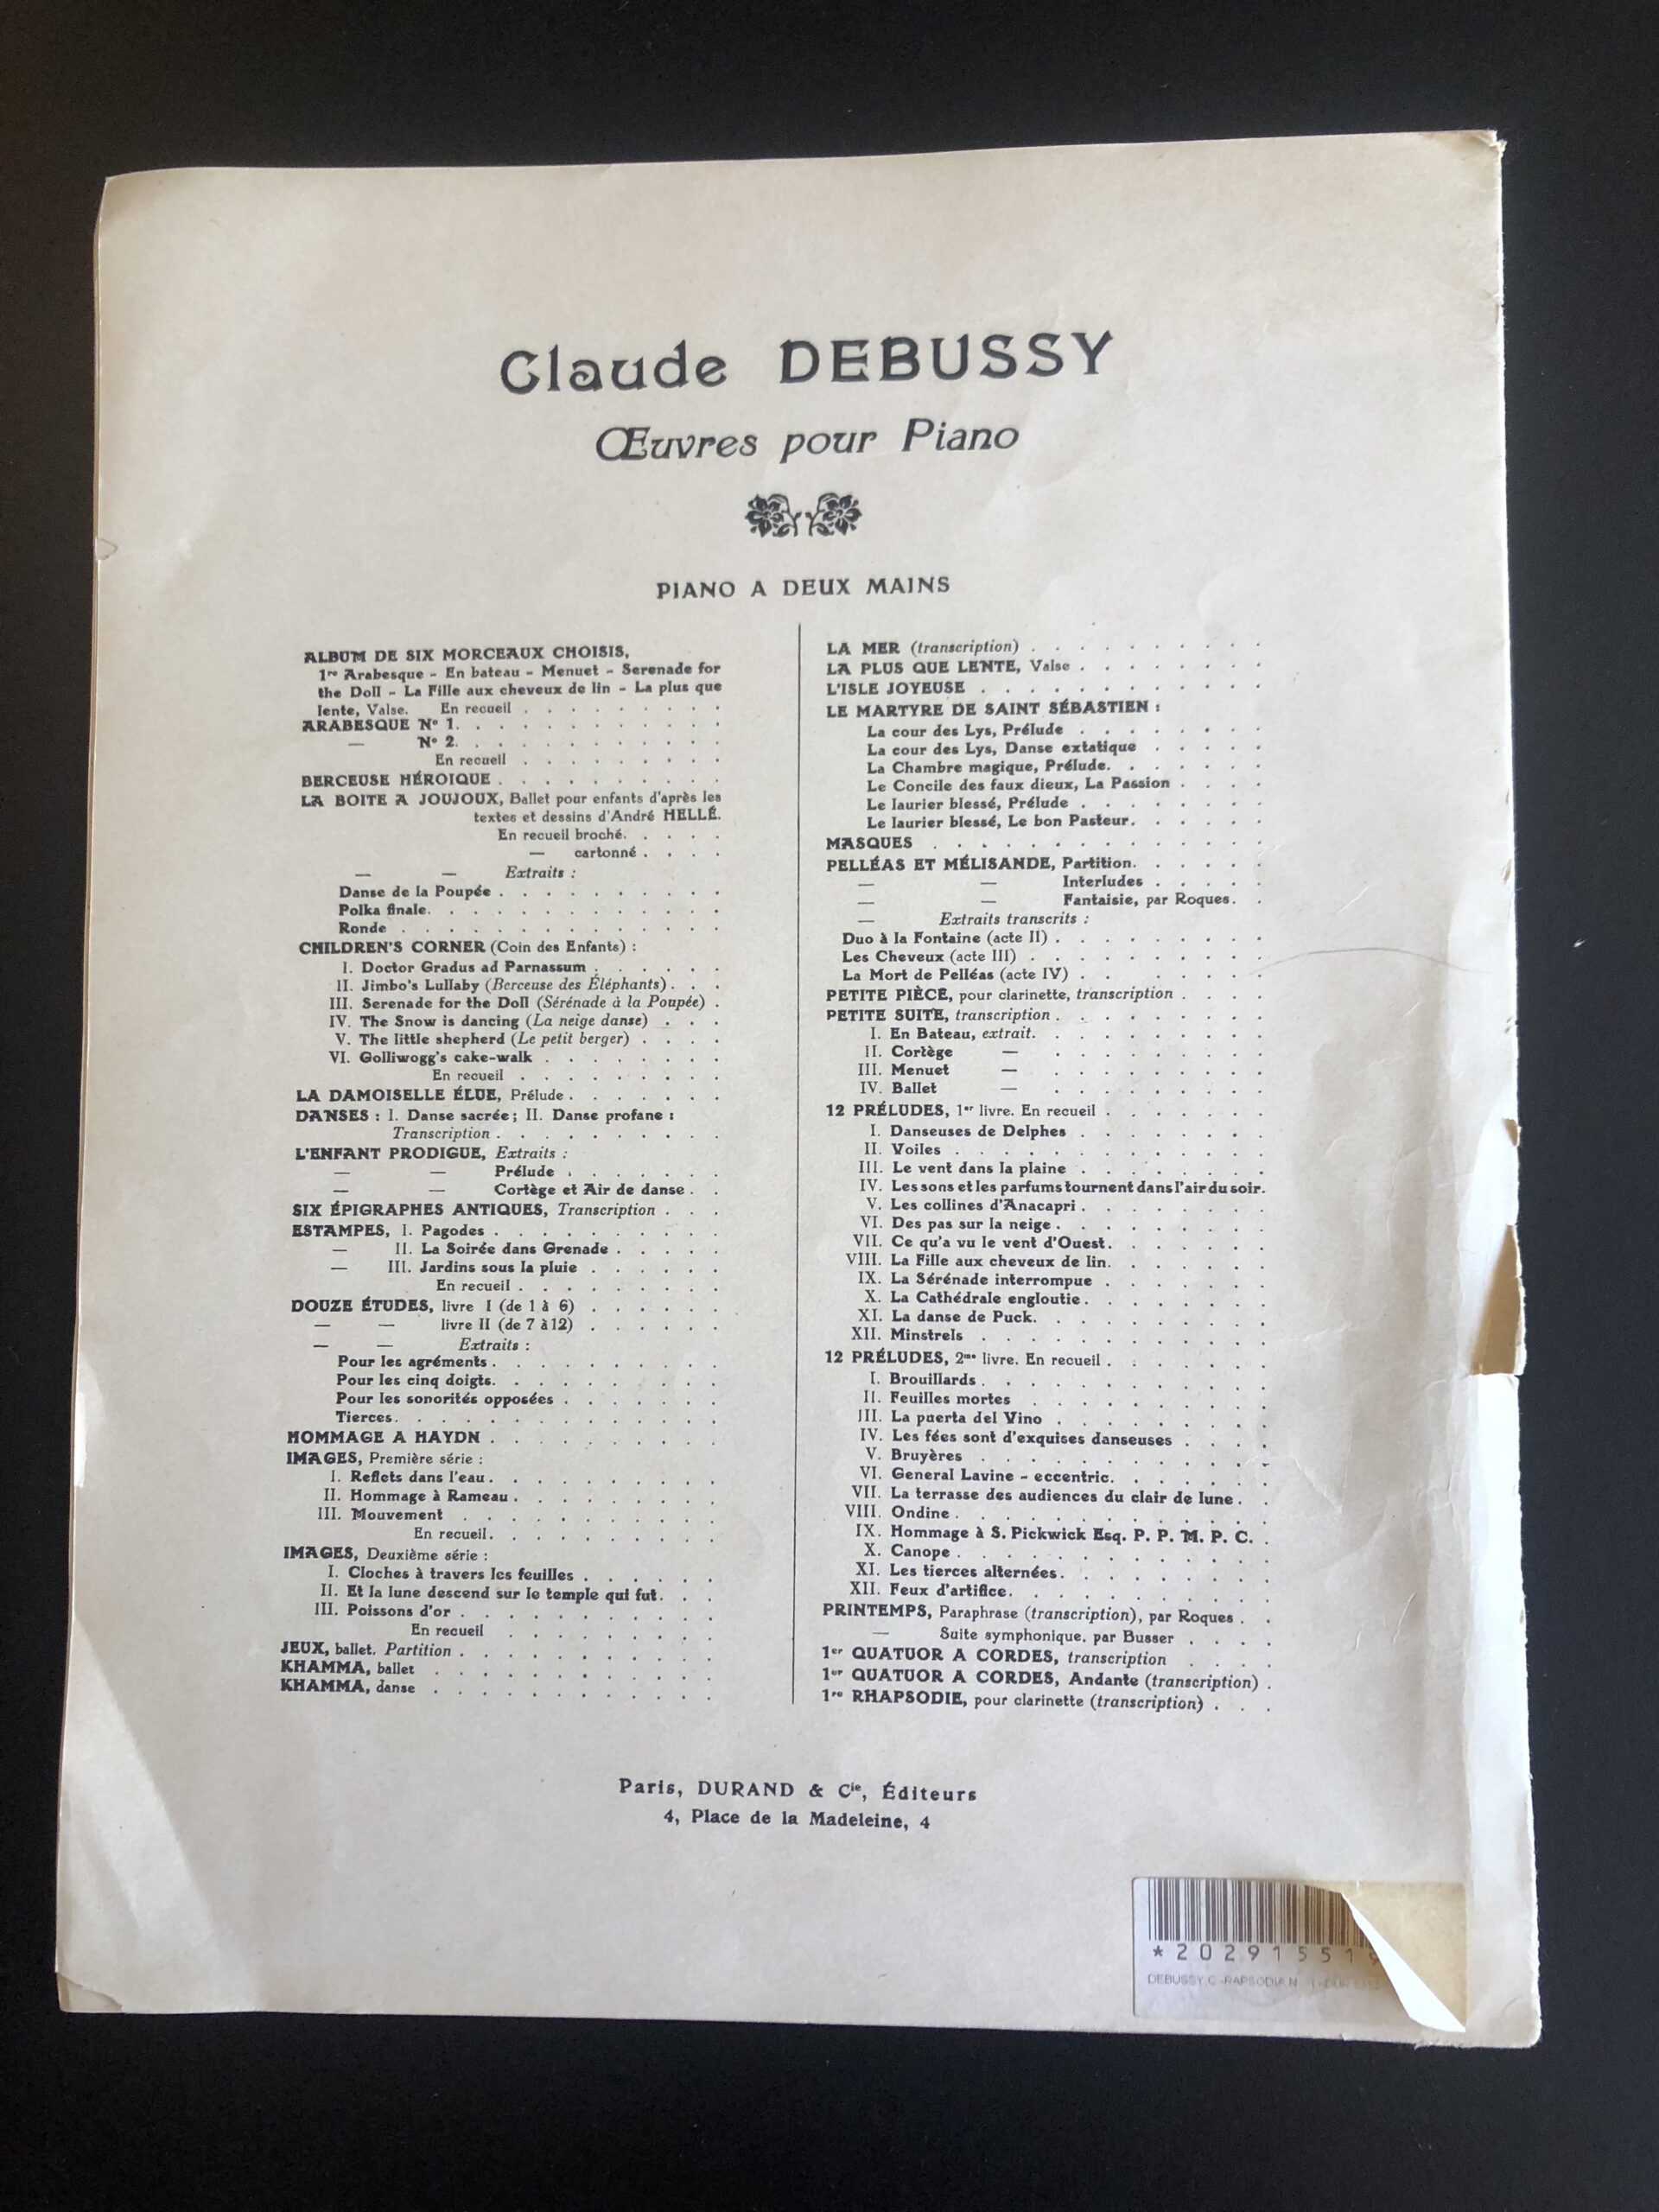 Claude DEBUSSY
Œuvres pour Piano
PIANO A DEUX MAINS
ALBUM DE SIX MORCEAUX CHOISIS,
1re Arabesque - En bateau - Menuet - Serenade for
the Doll - La Fille aux cheveux de lin - La plus que
lente, Valse. En recueil . . . . . . . . .
ARABESQUE No 1. . . . . . . . . . . .
— No 2. . . . . . . . . . . .
En recueil . . . . . . . . .
BERCEUSE HÉROIQUE . . . . . . . . . .
LA BOITE A JOUJOUX, Ballet pour enfants d'après les
textes et dessins d'André HELLÉ.
En recueil broché. . . . .
— cartonné . . . .
— — Extraits :
Danse de la Poupée . . . . . . . . . .
Polka finale. . . . . . . . . . . . .
Ronde . . . . . . . . . . . . . .
CHILDREN'S CORNER (Coin des Enfants) :
I. Doctor Gradus ad Parnassum . . . . . .
II. Jimbo's Lullaby (Berceuse des Éléphants) . . .
III. Serenade for the Doll (Sérénade à la Poupée) .
IV. The Snow is dancing (La neige danse) . . .
V. The little shepherd (Le petit berger) . . . .
VI. Golliwogg's cake-walk . . . . . . . .
En recueil . . . . . . . . .
LA DAMOISELLE ÉLUE, Prélude . . . . . . .
DANSES : I. Danse sacrée ; II. Danse profane :
Transcription . . . . . . . . . .
L'ENFANT PRODIGUE, Extraits :
— — Prélude . . . . . . .
— — Cortège et Air de danse . .
SIX ÉPIGRAPHES ANTIQUES, Transcription . . .
ESTAMPES, I. Pagodes . . . . . . . . . .
— II. La Soirée dans Grenade . . . . .
— III. Jardins sous la pluie . . . . . .
En recueil . . . . . . . . .
DOUZE ÉTUDES, livre I (de 1 à 6) . . . . . .
— — livre II (de 7 à 12) . . . . . .
— — Extraits :
Pour les agréments . . . . . . . . . .
Pour les cinq doigts. . . . . . . . . .
Pour les sonorités opposées . . . . . . .
Tierces. . . . . . . . . . . . . .
HOMMAGE A HAYDN . . . . . . . . . .
IMAGES, Première série :
I. Reflets dans l'eau . . . . . . . . . .
II. Hommage à Rameau . . . . . . . . .
III. Mouvement . . . . . . . . . . .
En recueil. . . . . . . . . .
IMAGES, Deuxième série :
I. Cloches à travers les feuilles . . . . . .
II. Et la lune descend sur le temple qui fut. . .
III. Poissons d'or . . . . . . . . . . .
En recueil . . . . . . . . .
JEUX, ballet. Partition . . . . . . . . . . .
KHAMMA, ballet . . . . . . . . . . . .
KHAMMA, danse . . . . . . . . . . . .
LA MER (transcription) . . . . . . . . . .
LA PLUS QUE LENTE, Valse . . . . . . . .
L'ISLE JOYEUSE . . . . . . . . . . . .
LE MARTYRE DE SAINT SÉBASTIEN :
La cour des Lys, Prélude . . . . . . .
La cour des Lys, Danse extatique . . . . .
La Chambre magique, Prélude. . . . . . .
Le Concile des faux dieux, La Passion . . . .
Le laurier blessé, Prélude . . . . . . . .
Le laurier blessé, Le bon Pasteur. . . . . .
MASQUES . . . . . . . . . . . . . .
PELLÉAS ET MÉLISANDE, Partition. . . . . .
— — Interludes . . . . .
— — Fantaisie, par Roques. .
— Extraits transcrits :
Duo à la Fontaine (acte II) . . . . . . . . .
Les Cheveux (acte III) . . . . . . . . . .
La Mort de Pelléas (acte IV) . . . . . . . .
PETITE PIÈCE, pour clarinette, transcription . . . .
PETITE SUITE, transcription . . . . . . . . .
I. En Bateau, extrait. . . . . . . . . .
II. Cortège — . . . . . . . . .
III. Menuet — . . . . . . . . .
IV. Ballet — . . . . . . . . .
12 PRÉLUDES, 1er livre. En recueil . . . . . . .
I. Danseuses de Delphes . . . . . . . .
II. Voiles . . . . . . . . . . . . .
III. Le vent dans la plaine . . . . . . . .
IV. Les sons et les parfums tournent dans l'air du soir.
V. Les collines d'Anacapri . . . . . . . .
VI. Des pas sur la neige . . . . . . . . .
VII. Ce qu'a vu le vent d'Ouest. . . . . . .
VIII. La Fille aux cheveux de lin. . . . . . .
IX. La Sérénade interrompue . . . . . . .
X. La Cathédrale engloutie . . . . . . . .
XI. La danse de Puck. . . . . . . . . .
XII. Minstrels . . . . . . . . . . . .
12 PRÉLUDES, 2me livre. En recueil . . . . . . .
I. Brouillards . . . . . . . . . . . .
II. Feuilles mortes . . . . . . . . . .
III. La puerta del Vino . . . . . . . . .
IV. Les fées sont d'exquises danseuses . . . .
V. Bruyères . . . . . . . . . . . .
VI. General Lavine - eccentric. . . . . . .
VII. La terrasse des audiences du clair de lune . .
VIII. Ondine . . . . . . . . . . . . .
IX. Hommage à S. Pickwick Esq. P. P. M. P. C. .
X. Canope . . . . . . . . . . . . .
XI. Les tierces alternées. . . . . . . . .
XII. Feux d'artifice. . . . . . . . . . .
PRINTEMPS, Paraphrase (transcription), par Roques . .
— Suite symphonique. par Busser . . . .
1er QUATUOR A CORDES, transcription . . . .
1er QUATUOR A CORDES, Andante (transcription) .
1re RHAPSODIE, pour clarinette (transcription) . . .
Paris, DURAND & Cie, Éditeurs
4, Place de la Madeleine, 4
*202915519
DEBUSSY,C.-RAPSODIA N.